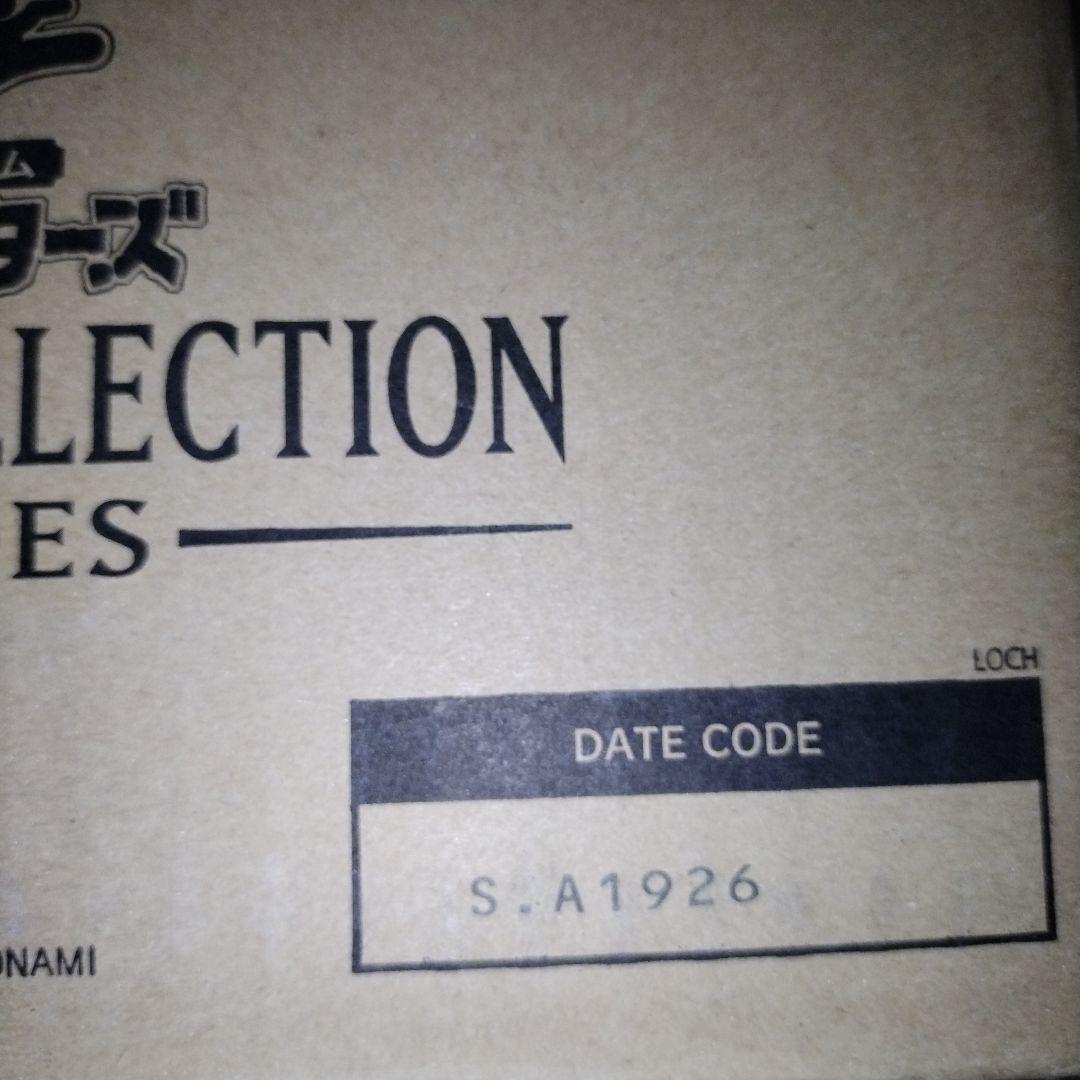 ム
ターズ
LLECTION
ES
LOCH
DATE CODE
S.A1926
ONAMI